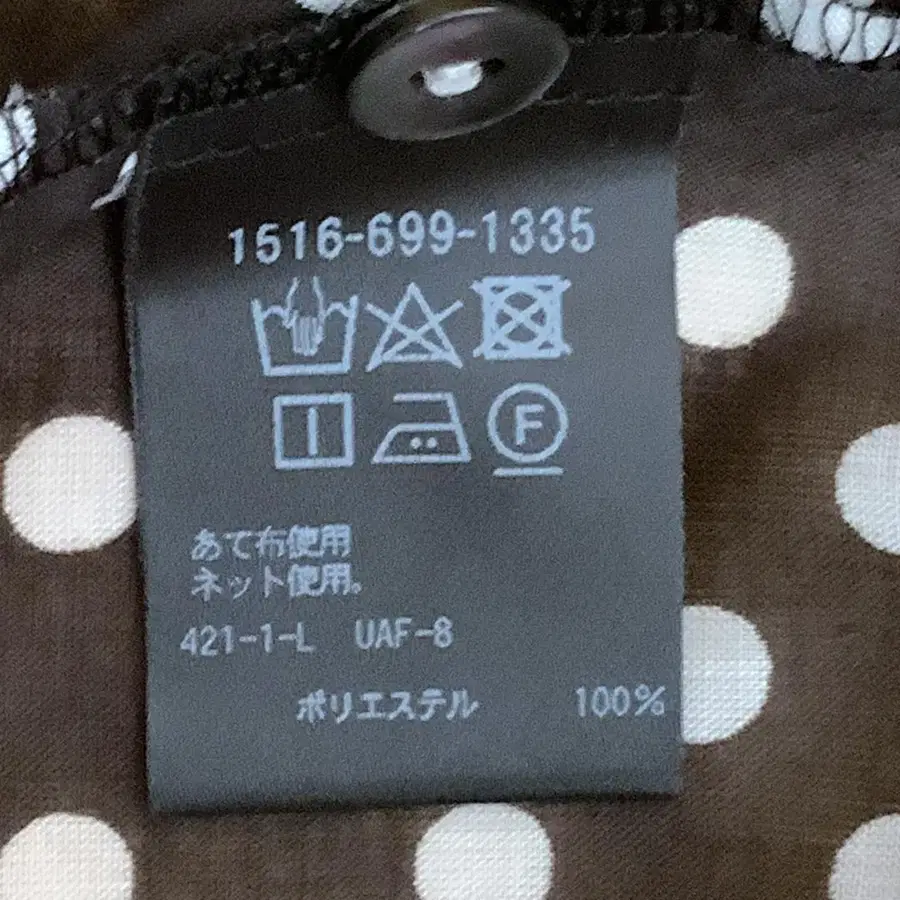 1516-699-1335
F
あて布使用
ネット使用。
421-1-L UAF-8
ポリエステル 100%